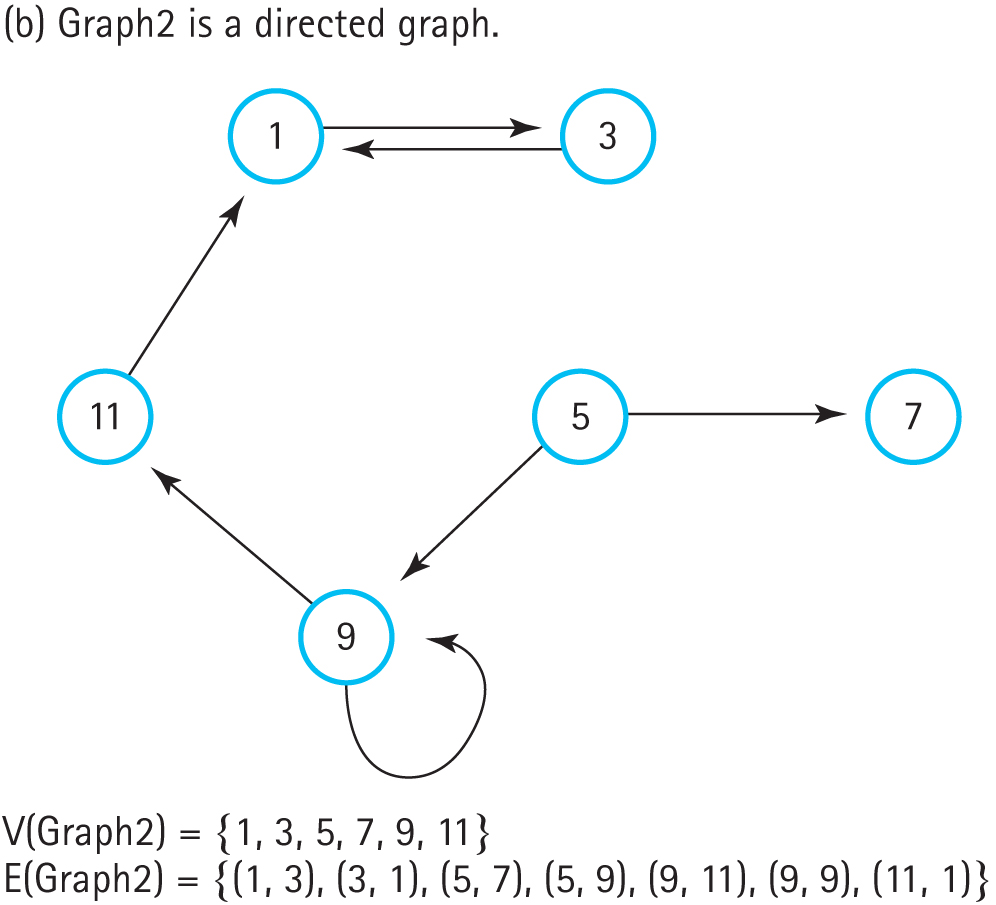 (b) Graph2 is a directed graph.
1
3
11
5
7
9
V(Graph2) = {1, 3, 5, 7, 9, 11}
E(Graph2) = {(1, 3), (3, 1), (5, 7), (5, 9), (9, 11), (9, 9), (11, 1)}